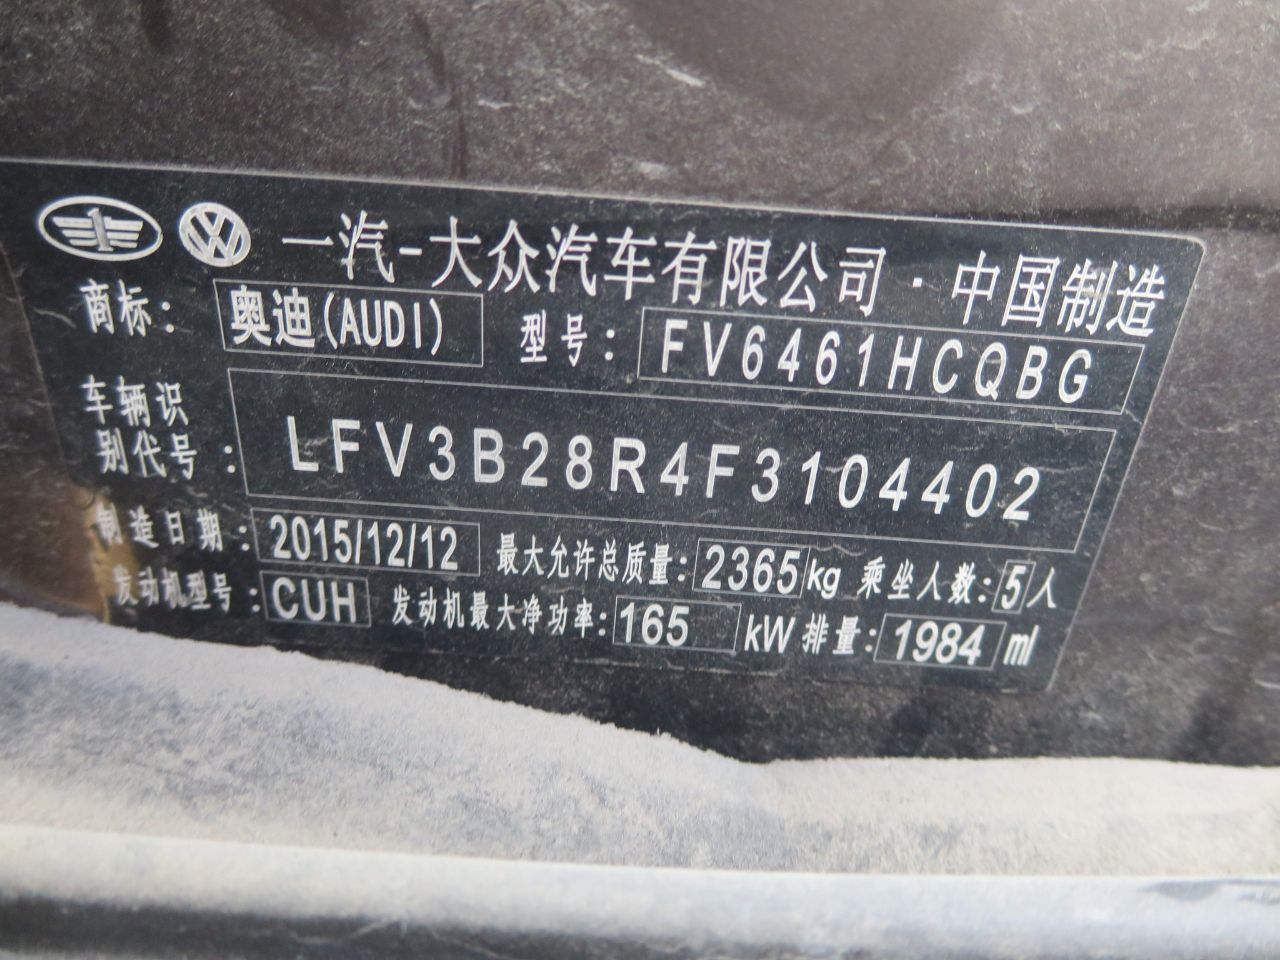 一汽-大众汽车有限公司·中国制造
商标：奥迪(AUDI) 型号：FV6461HCQBG
车辆识别代号：LFV3B28R4F3104402
制造日期：2015/12/12 最大允许总质量：2365kg 乘坐人数：5人
发动机型号：CUH 发动机最大净功率：165 kW 排量：1984 ml